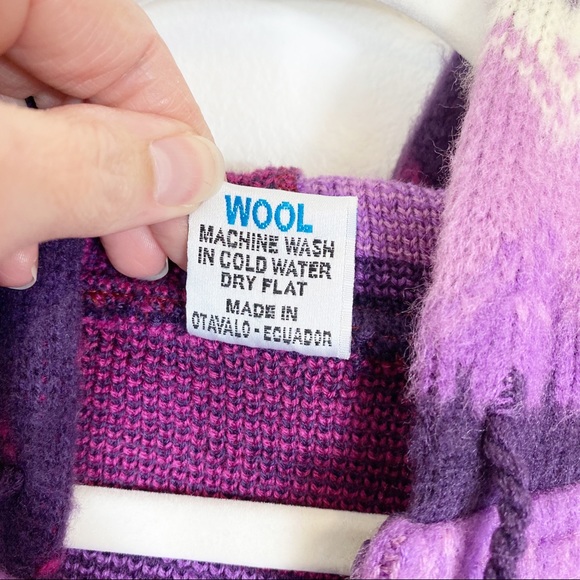 WOOL
MACHINE WASH
IN COLD WATER
DRY FLAT
MADE IN
OTAVALO - ECUADOR